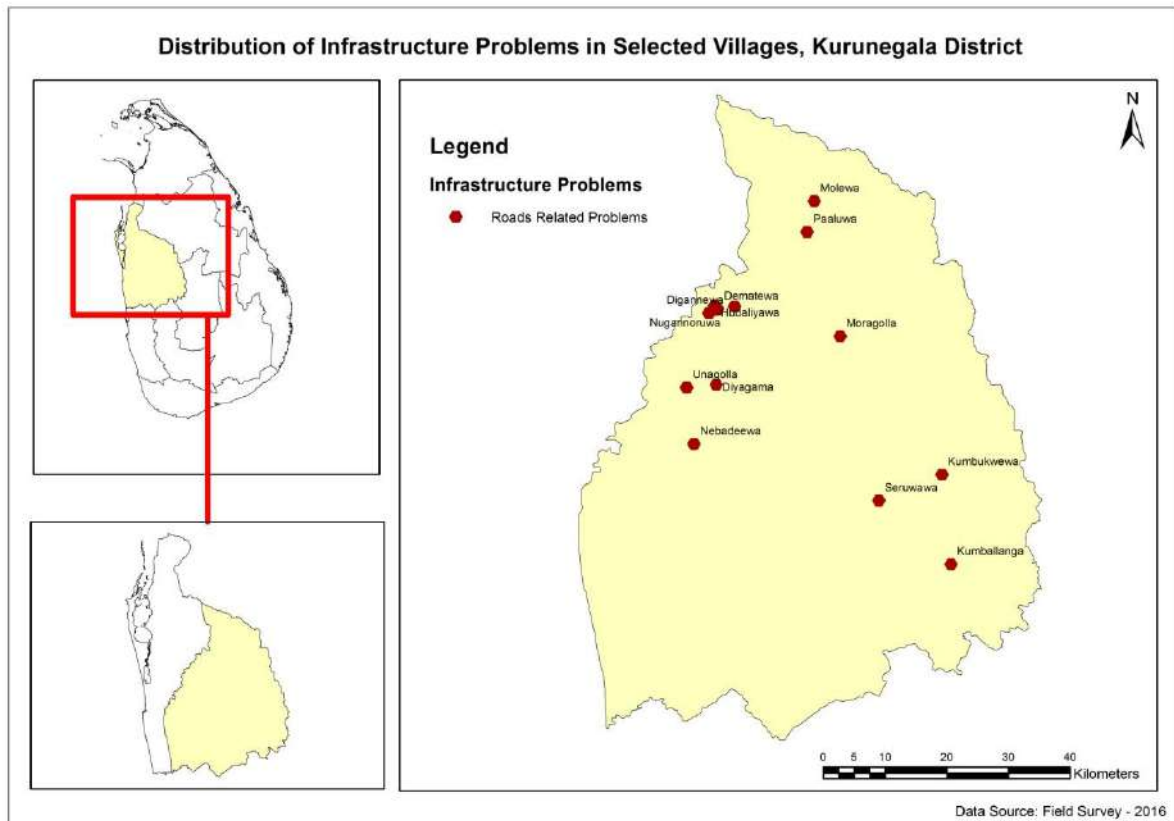 Distribution of Infrastructure Problems in Selected Villages, Kurunegala District
N
Legend
Infrastructure Problems
Roads Related Problems
Molewa
Paaluwa
Digannewa
Dematewa
Nugannoruwa
Moragolla
Unagolla
Diyagama
Nebadeewa
Kumbukwewa
Seruwawa
Kumballanga
0 5 10 20 30 40
Kilometers
Data Source: Field Survey - 2016